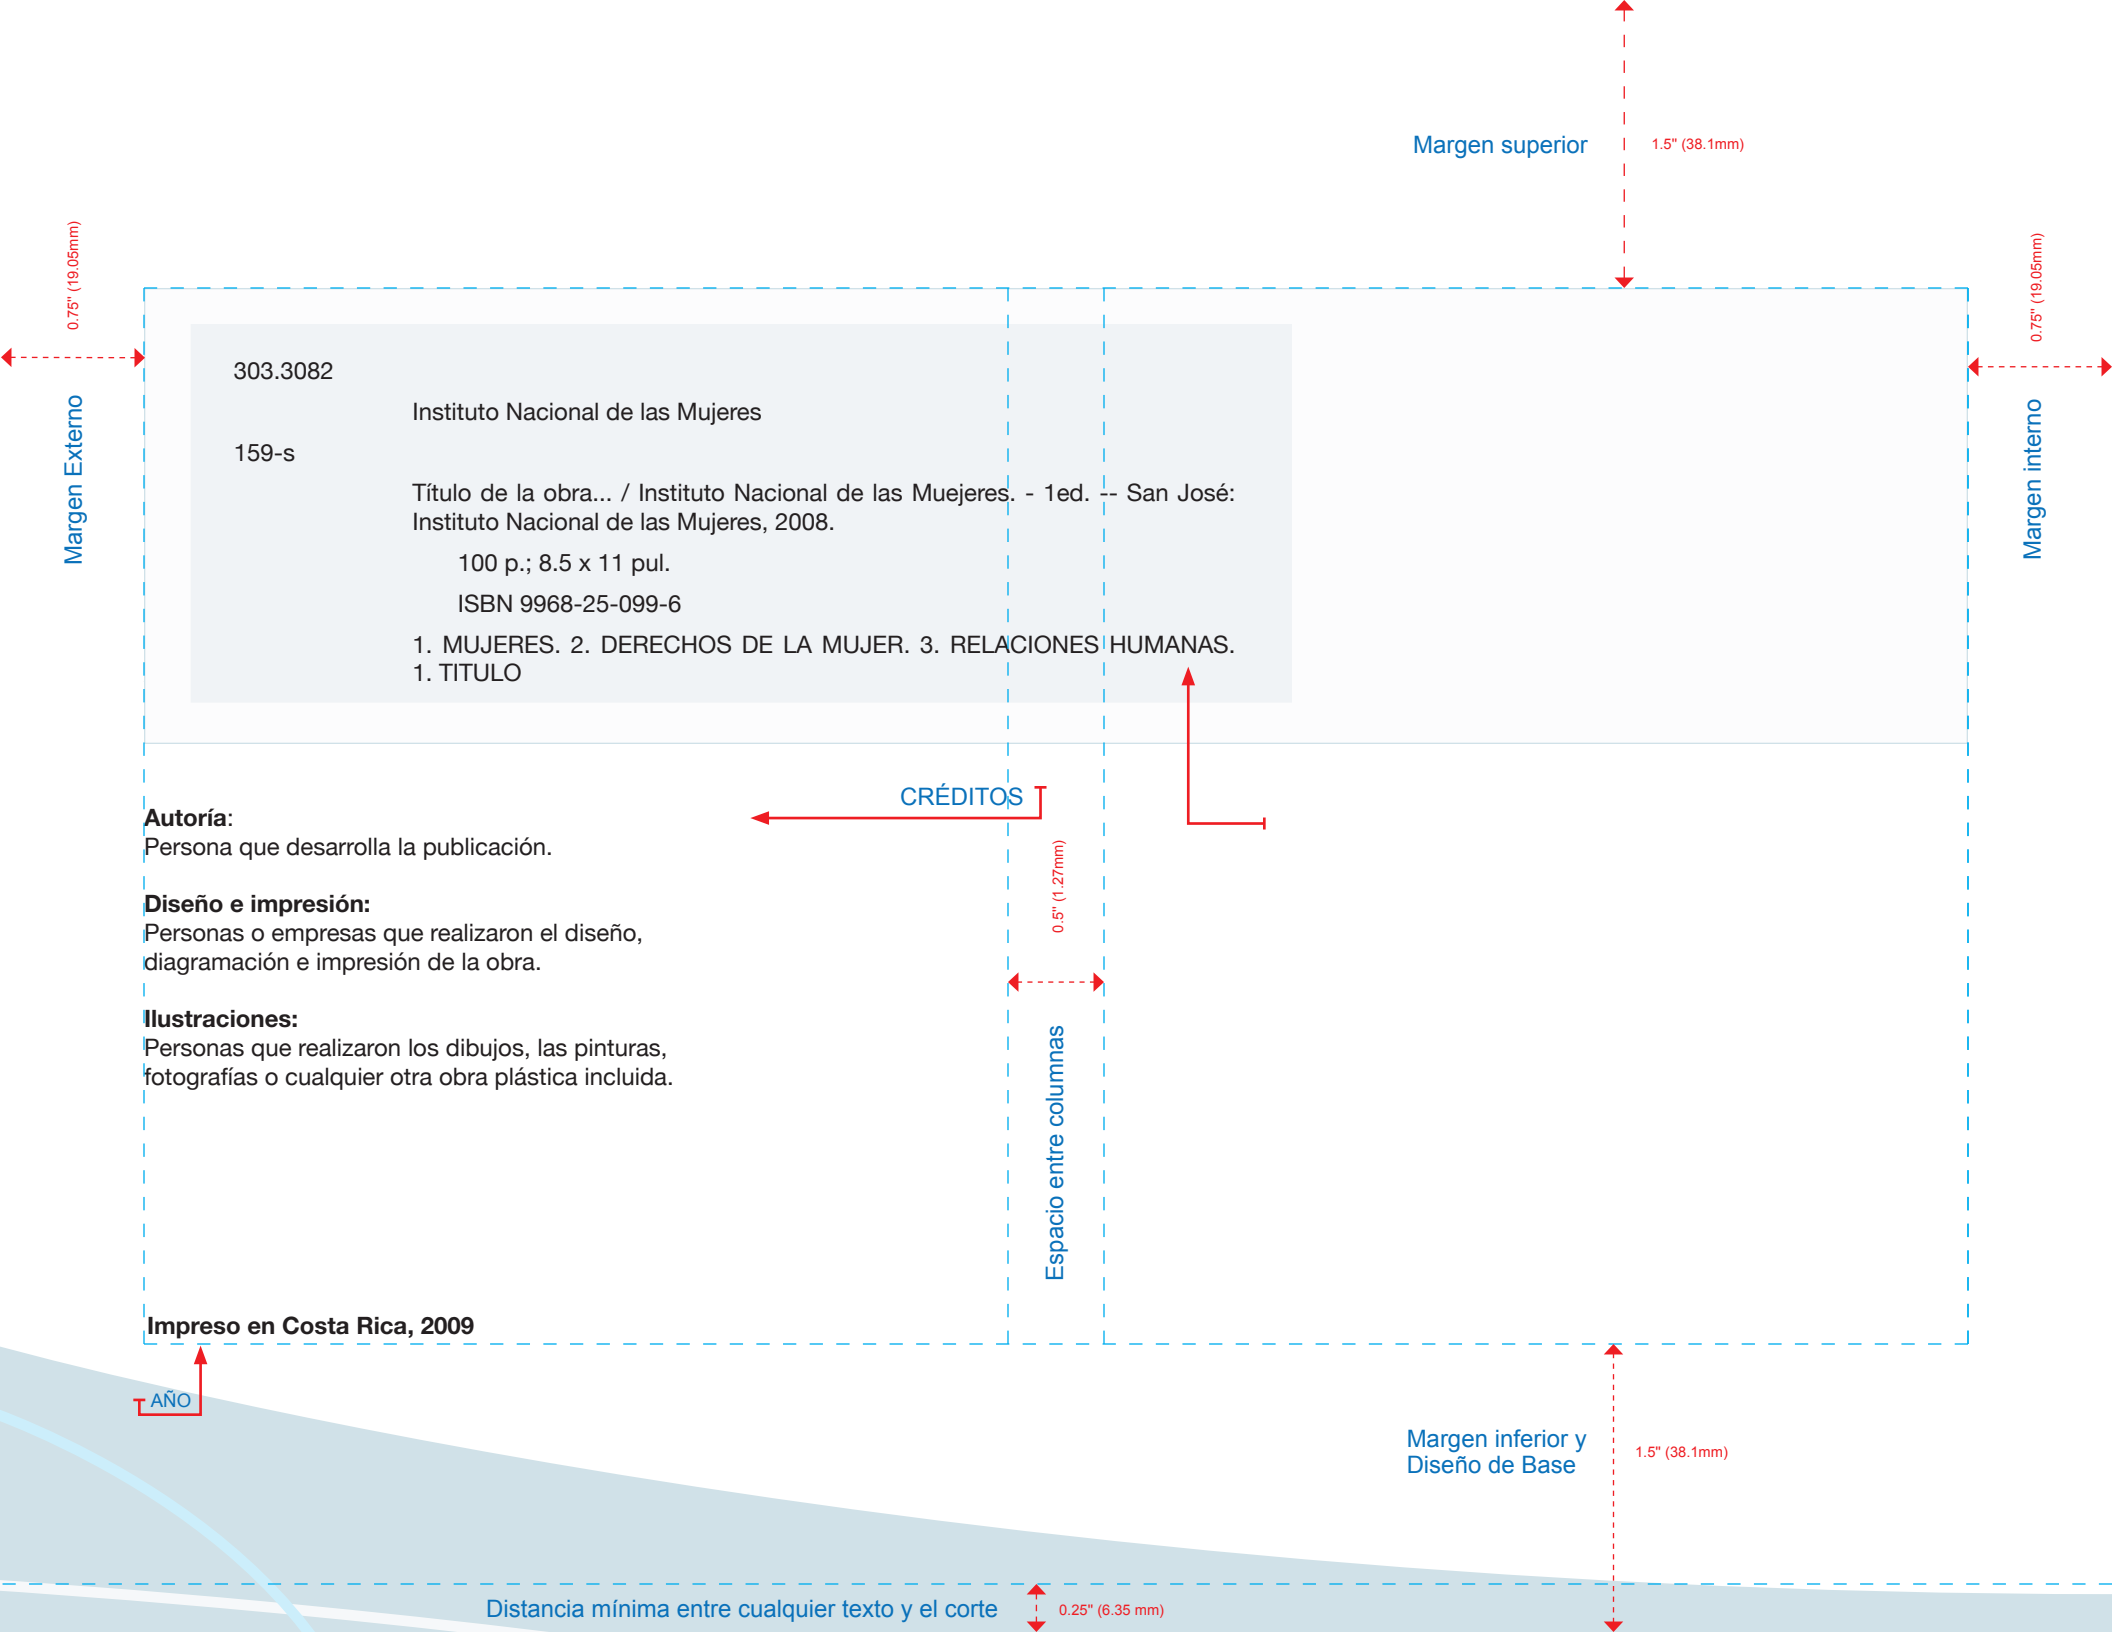 Margen superior
1.5" (38.1mm)
0.75" (19.05mm)
Margen Externo
0.75" (19.05mm)
Margen interno
303.3082
Instituto Nacional de las Mujeres
159-s
Título de la obra... / Instituto Nacional de las Muejeres. - 1ed. -- San José:
Instituto Nacional de las Mujeres, 2008.
100 p.; 8.5 x 11 pul.
ISBN 9968-25-099-6
1. MUJERES. 2. DERECHOS DE LA MUJER. 3. RELACIONES HUMANAS.
1. TITULO
CRÉDITOS
Autoría:
Persona que desarrolla la publicación.
Diseño e impresión:
Personas o empresas que realizaron el diseño,
diagramación e impresión de la obra.
Ilustraciones:
Personas que realizaron los dibujos, las pinturas,
fotografías o cualquier otra obra plástica incluida.
0.5" (1.27mm)
Espacio entre columnas
Impreso en Costa Rica, 2009
AÑO
Margen inferior y
Diseño de Base
1.5" (38.1mm)
Distancia mínima entre cualquier texto y el corte
0.25" (6.35 mm)